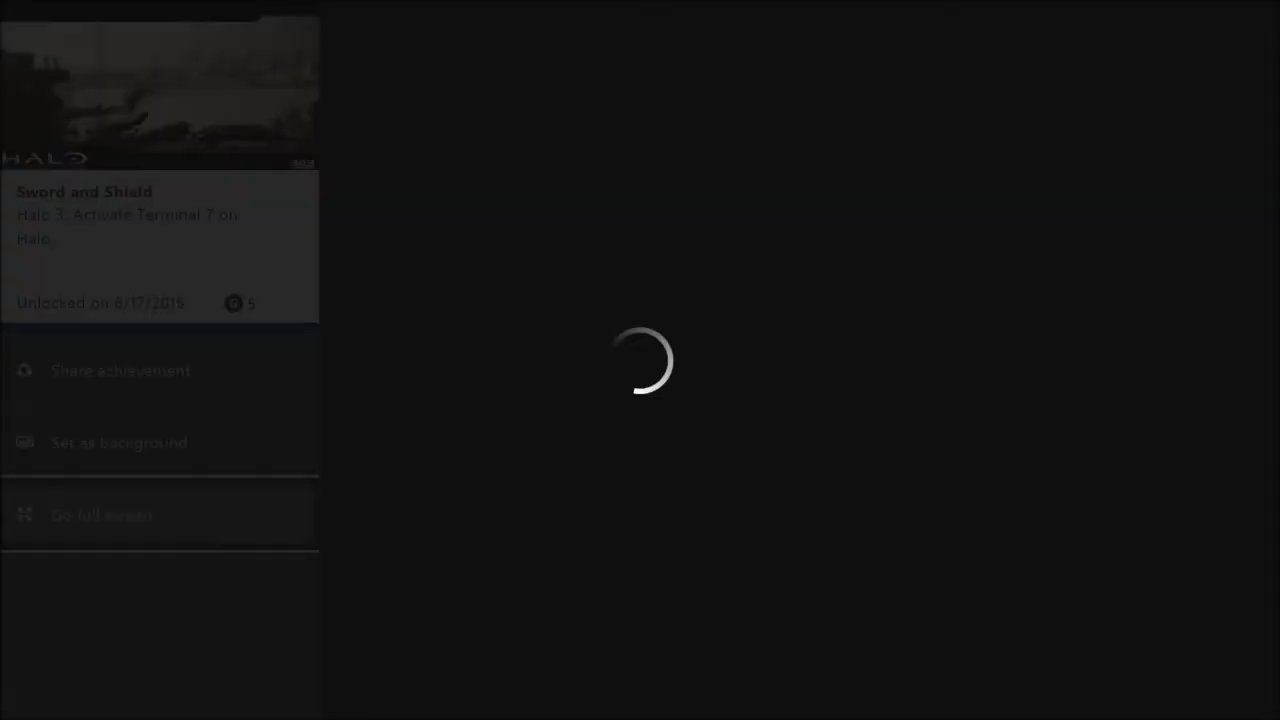 HALO
343
Sword and Shield
Halo 3: Activate Terminal 7 on
Halo.
Unlocked on 6/17/2015
G 5
Share achievement
Set as background
Go full screen